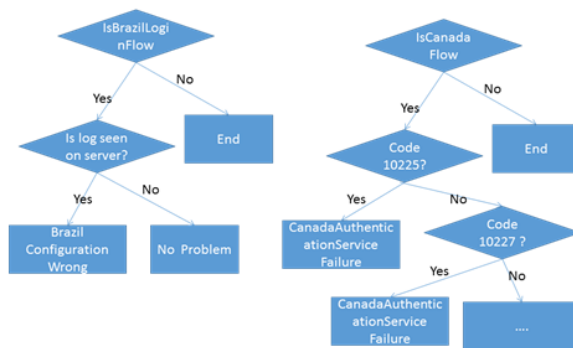 IsBrazilLogi
nFlow
Yes
No
Is log seen
on server?
End
Yes
No
Brazil
Configuration
Wrong
No Problem
IsCanada
Flow
Yes
No
Code
10225?
End
Yes
No
CanadaAuthentic
ationService
Failure
Code
10227 ?
Yes
No
CanadaAuthentic
ationService
Failure
....